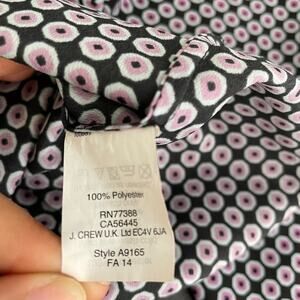 100% Polyester
RN77388
CA56445
J. CREW U.K. Ltd EC4V 6JA
Style A9165
FA 14